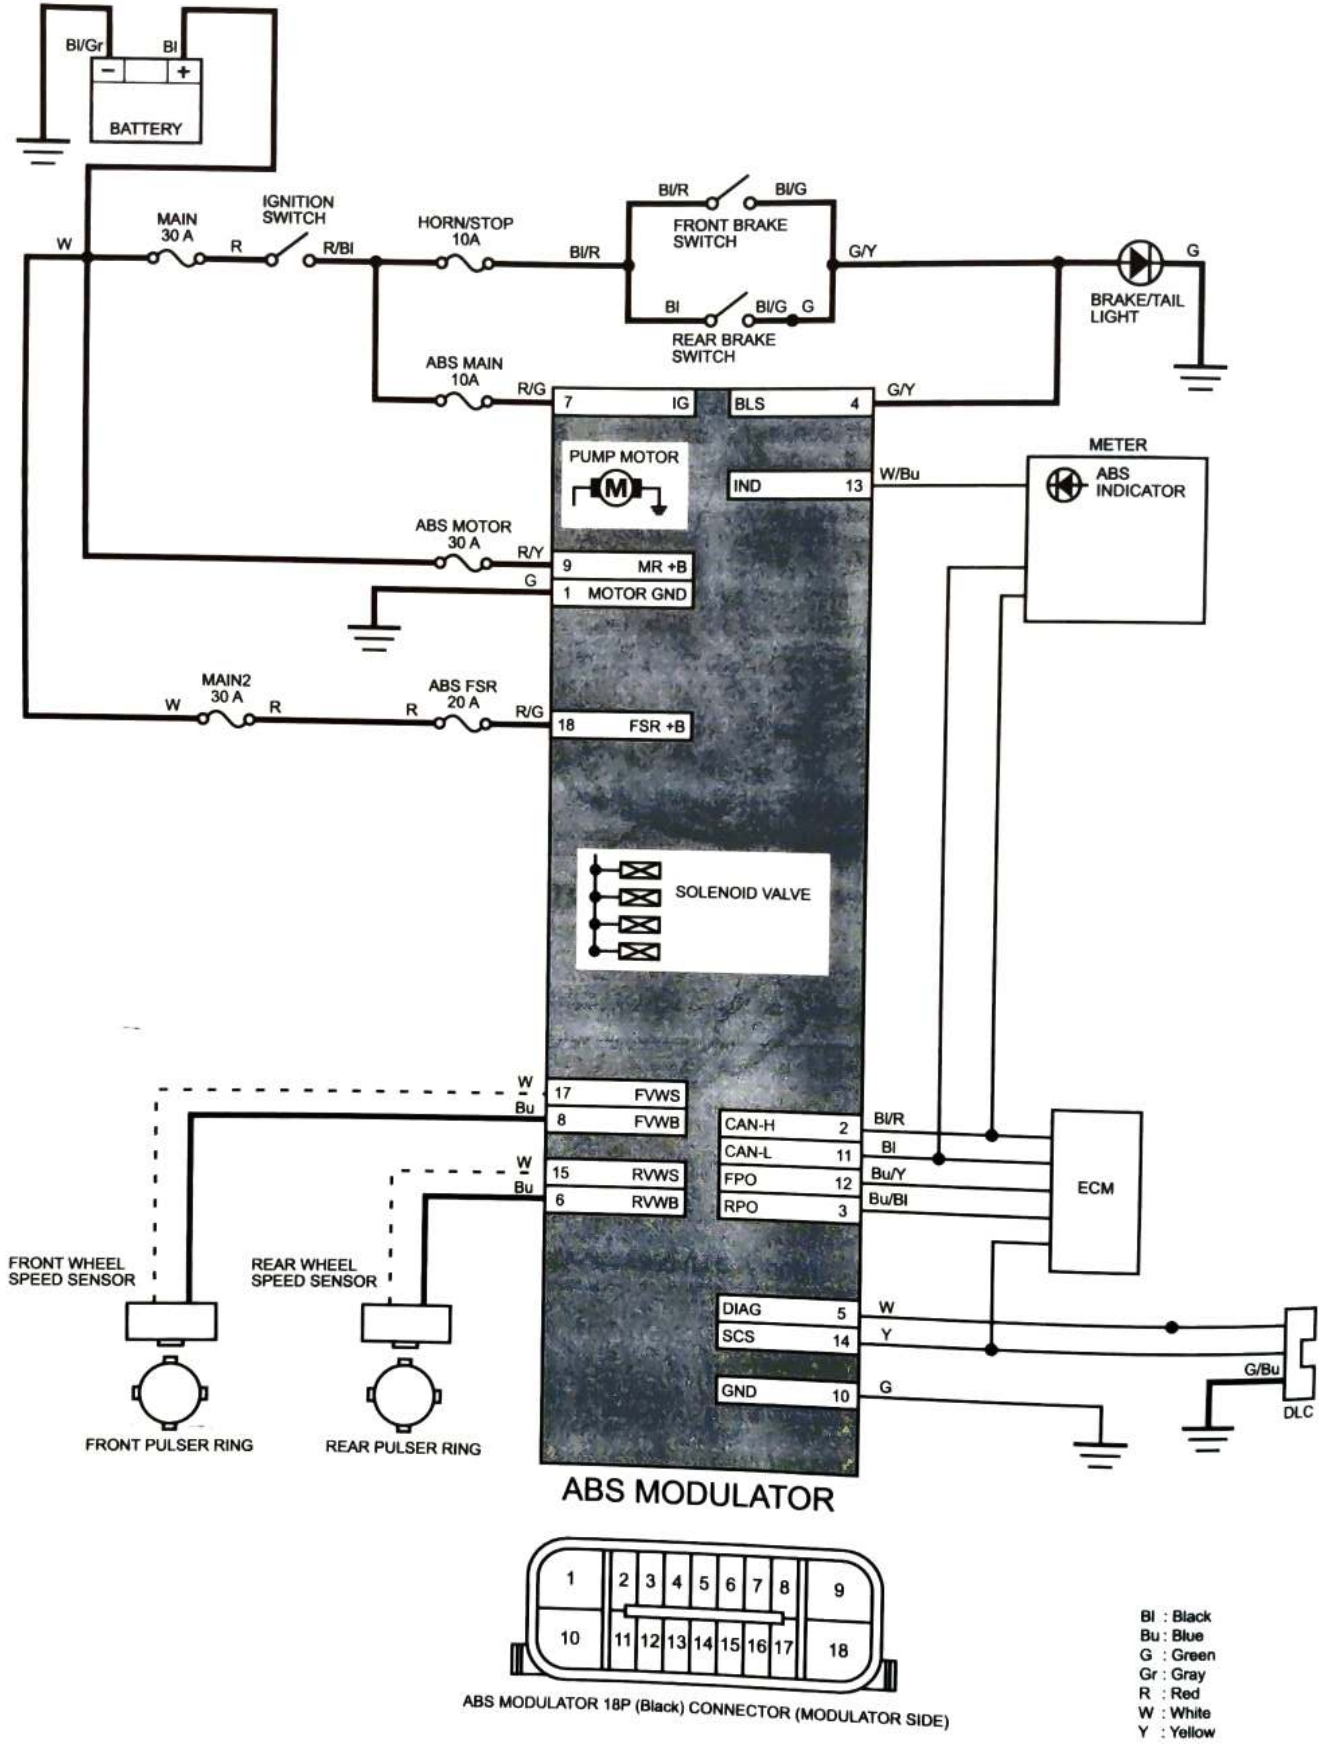 Bl/Gr
Bl
−
+
BATTERY
W
MAIN
30 A
R
IGNITION
SWITCH
R/Bl
HORN/STOP
10A
Bl/R
Bl/R
Bl/G
FRONT BRAKE
SWITCH
Bl
Bl/G
G
REAR BRAKE
SWITCH
G/Y
G
BRAKE/TAIL
LIGHT
ABS MAIN
10A
R/G
7 IG
BLS 4
G/Y
PUMP MOTOR
M
IND 13
W/Bu
METER
ABS
INDICATOR
ABS MOTOR
30 A
R/Y
G
9 MR +B
1 MOTOR GND
W
MAIN2
30 A
R
R
ABS FSR
20 A
R/G
18 FSR +B
SOLENOID VALVE
W
17 FVWS
Bu
8 FVWB
W
15 RVWS
Bu
6 RVWB
CAN-H 2
Bl/R
CAN-L 11
Bl
FPO 12
Bu/Y
RPO 3
Bu/Bl
ECM
FRONT WHEEL
SPEED SENSOR
REAR WHEEL
SPEED SENSOR
DIAG 5
W
SCS 14
Y
GND 10
G
G/Bu
DLC
FRONT PULSER RING
REAR PULSER RING
ABS MODULATOR
1 2 3 4 5 6 7 8 9
10 11 12 13 14 15 16 17 18
ABS MODULATOR 18P (Black) CONNECTOR (MODULATOR SIDE)
Bl : Black
Bu : Blue
G : Green
Gr : Gray
R : Red
W : White
Y : Yellow